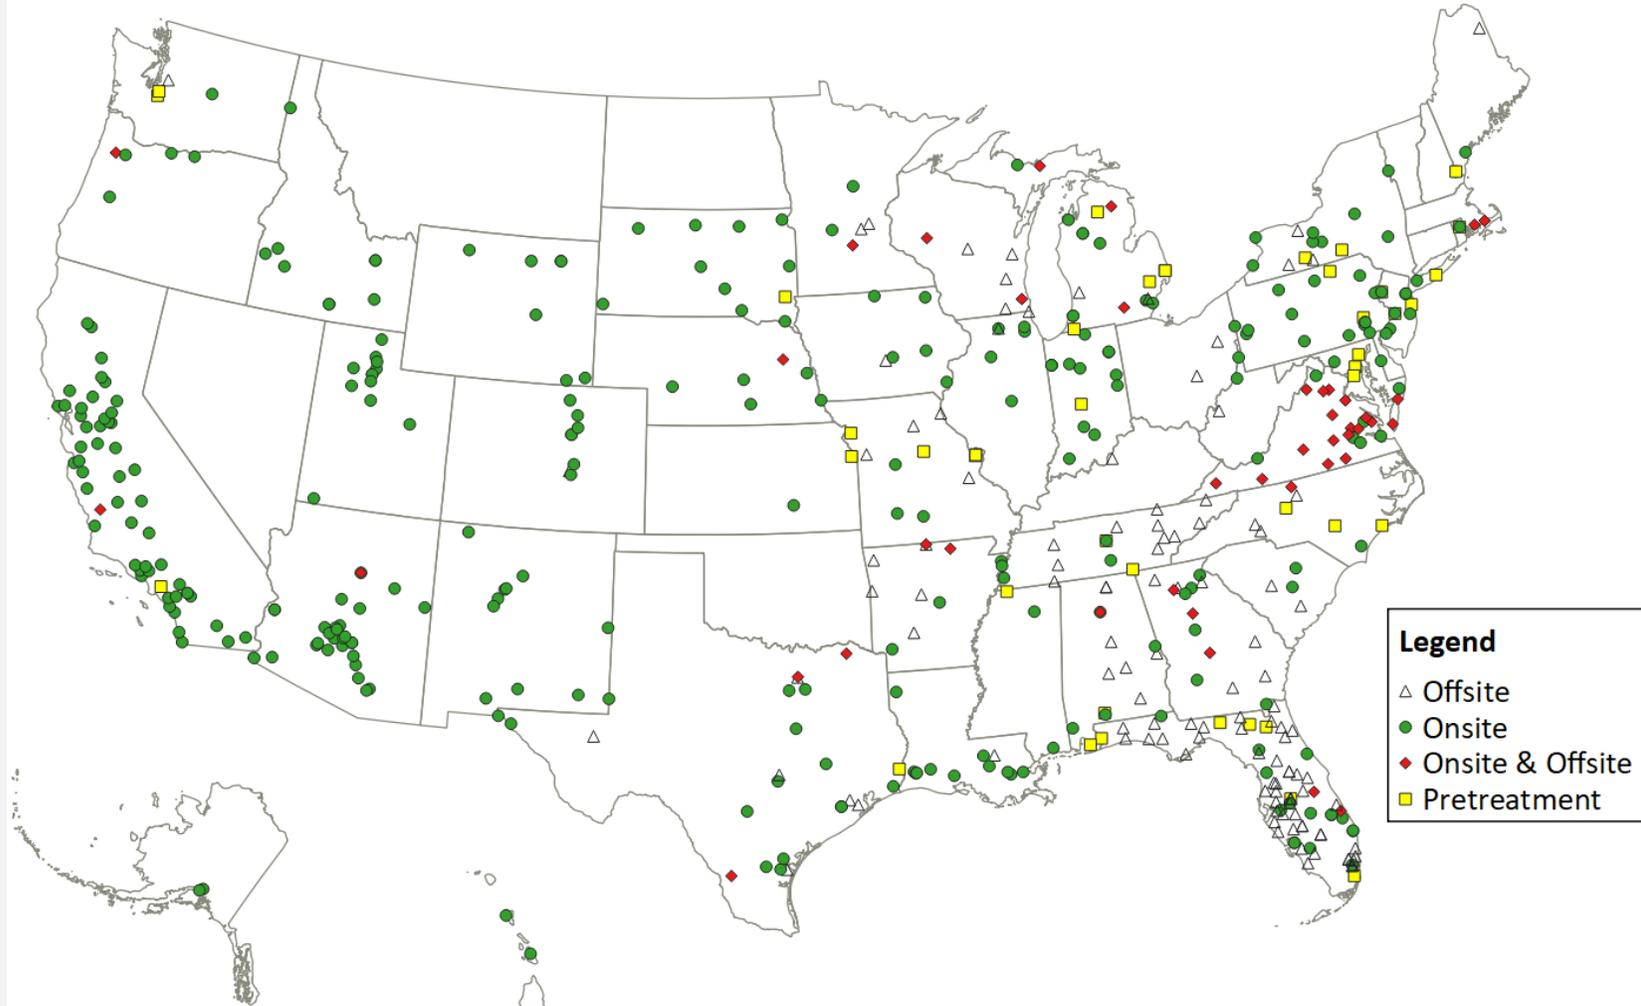 Legend
Offsite
Onsite
Onsite & Offsite
Pretreatment